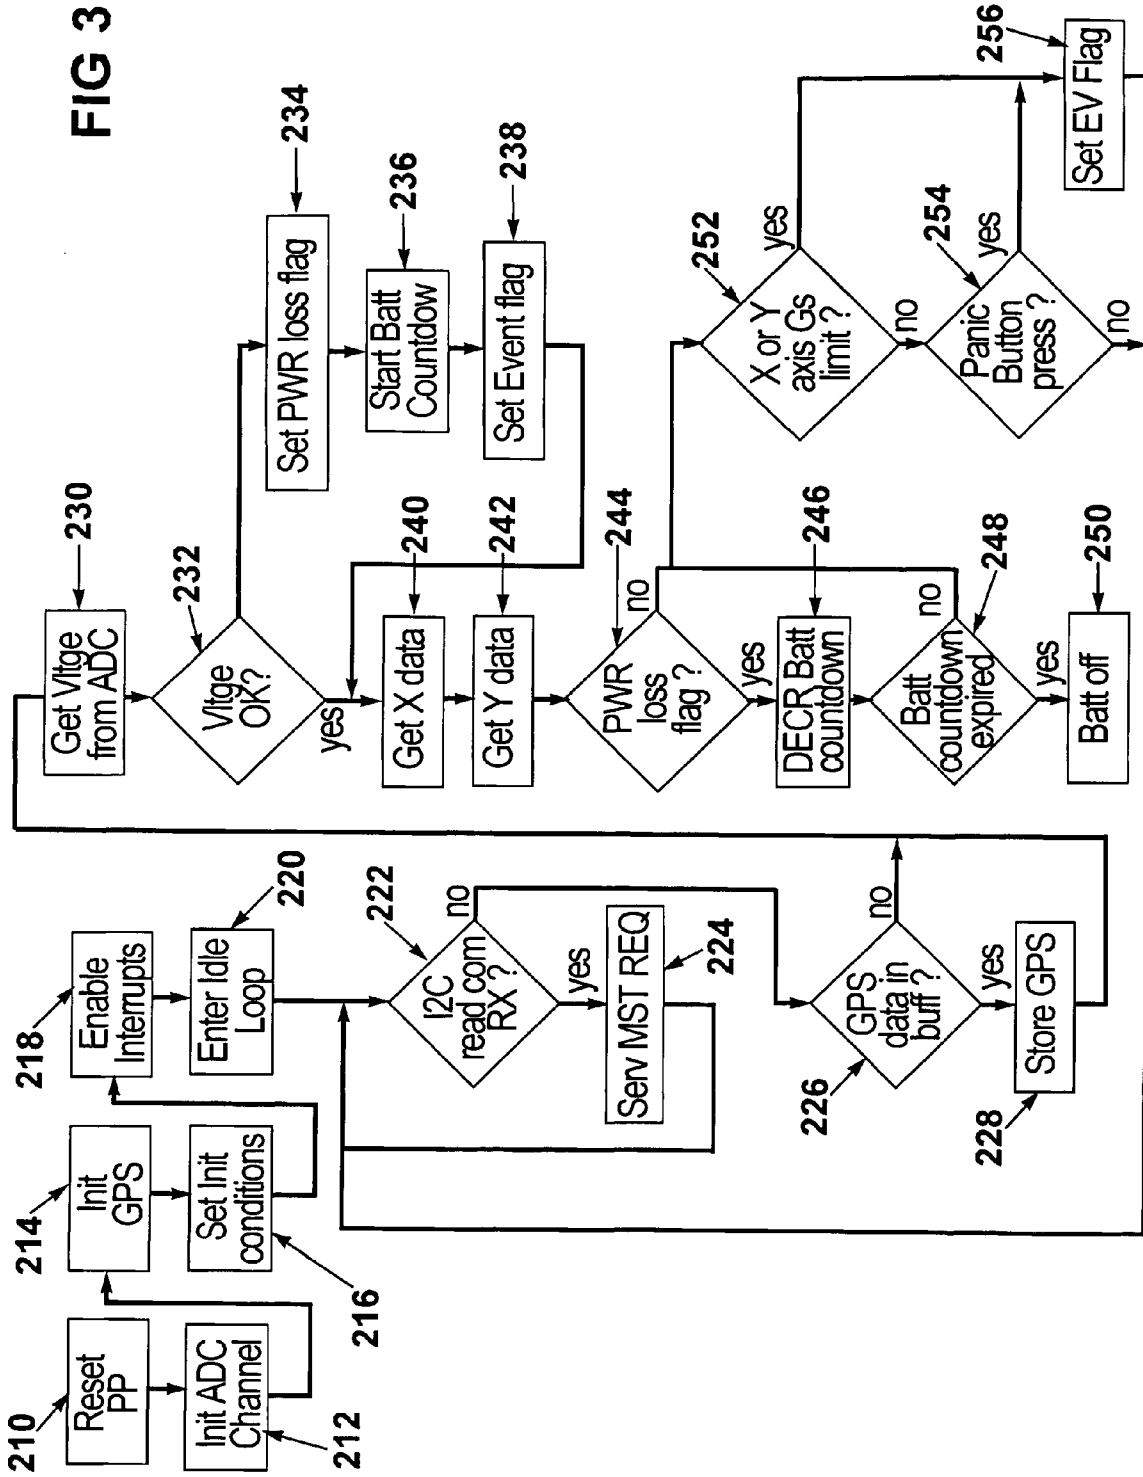 FIG 3
210
Reset
PP
212
Init ADC
Channel
214
Init
GPS
216
Set Init
conditions
218
Enable
Interrupts
220
Enter Idle
Loop
222
I2C
read com
RX ?
no
yes
224
Serv MST REQ
226
GPS
data in
buff ?
no
yes
228
Store GPS
230
Get Vltge
from ADC
232
Vltge
OK?
yes
234
Set PWR loss flag
236
Start Batt
Countdow
238
Set Event flag
240
Get X data
242
Get Y data
244
PWR
loss
flag ?
no
yes
246
DECR Batt
countdown
248
Batt
countdown
expired
no
yes
250
Batt off
252
X or Y
axis Gs
limit ?
yes
no
254
Panic
Button
press ?
yes
no
256
Set EV Flag